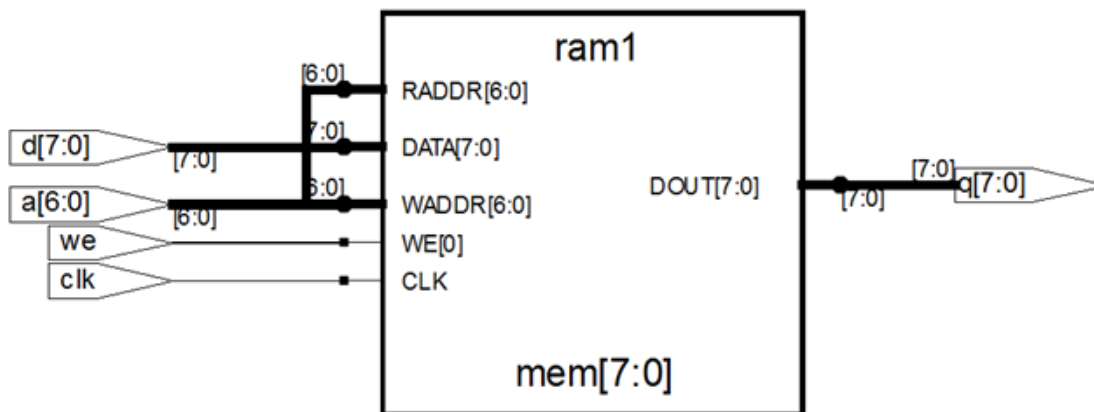 ram1
[6:0]
RADDR[6:0]
d[7:0]
[7:0]
7:0]
DATA[7:0]
a[6:0]
[6:0]
6:0]
WADDR[6:0]
we
WE[0]
clk
CLK
DOUT[7:0]
[7:0]
[7:0]
q[7:0]
mem[7:0]